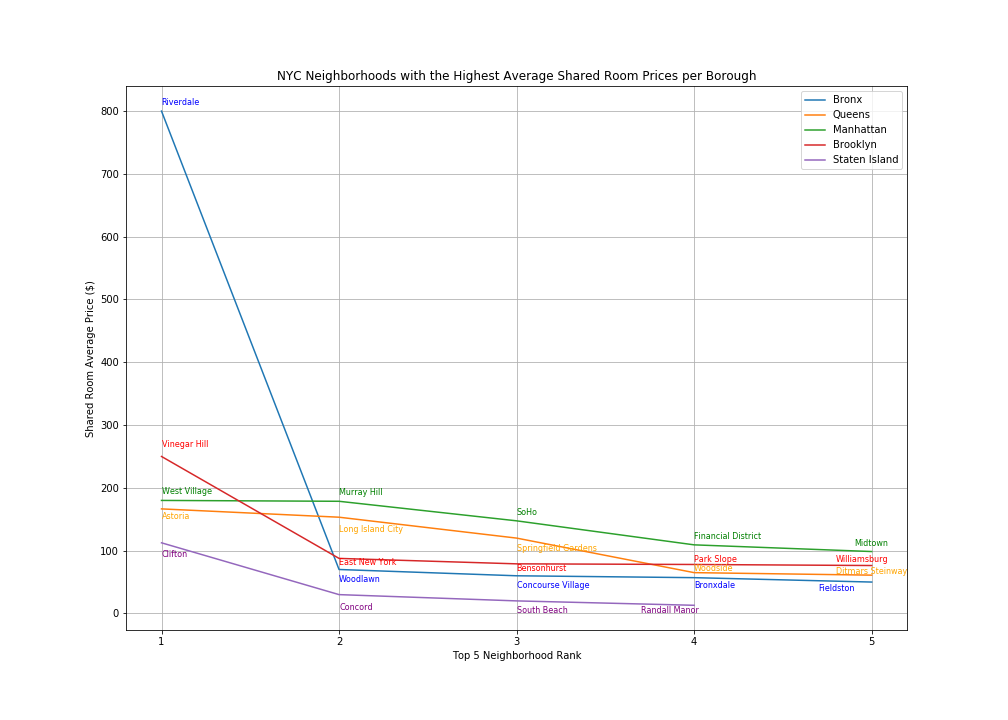 NYC Neighborhoods with the Highest Average Shared Room Prices per Borough
Bronx
Queens
Manhattan
Brooklyn
Staten Island
Shared Room Average Price ($)
800
700
600
500
400
300
200
100
0
Riverdale
Vinegar Hill
West Village
Astoria
Clifton
Murray Hill
Long Island City
East New York
Woodlawn
Concord
SoHo
Springfield Gardens
Bensonhurst
Concourse Village
South Beach
Financial District
Park Slope
Woodside
Bronxdale
Randall Manor
Midtown
Williamsburg
Ditmars Steinway
Fieldston
1 2 3 4 5
Top 5 Neighborhood Rank